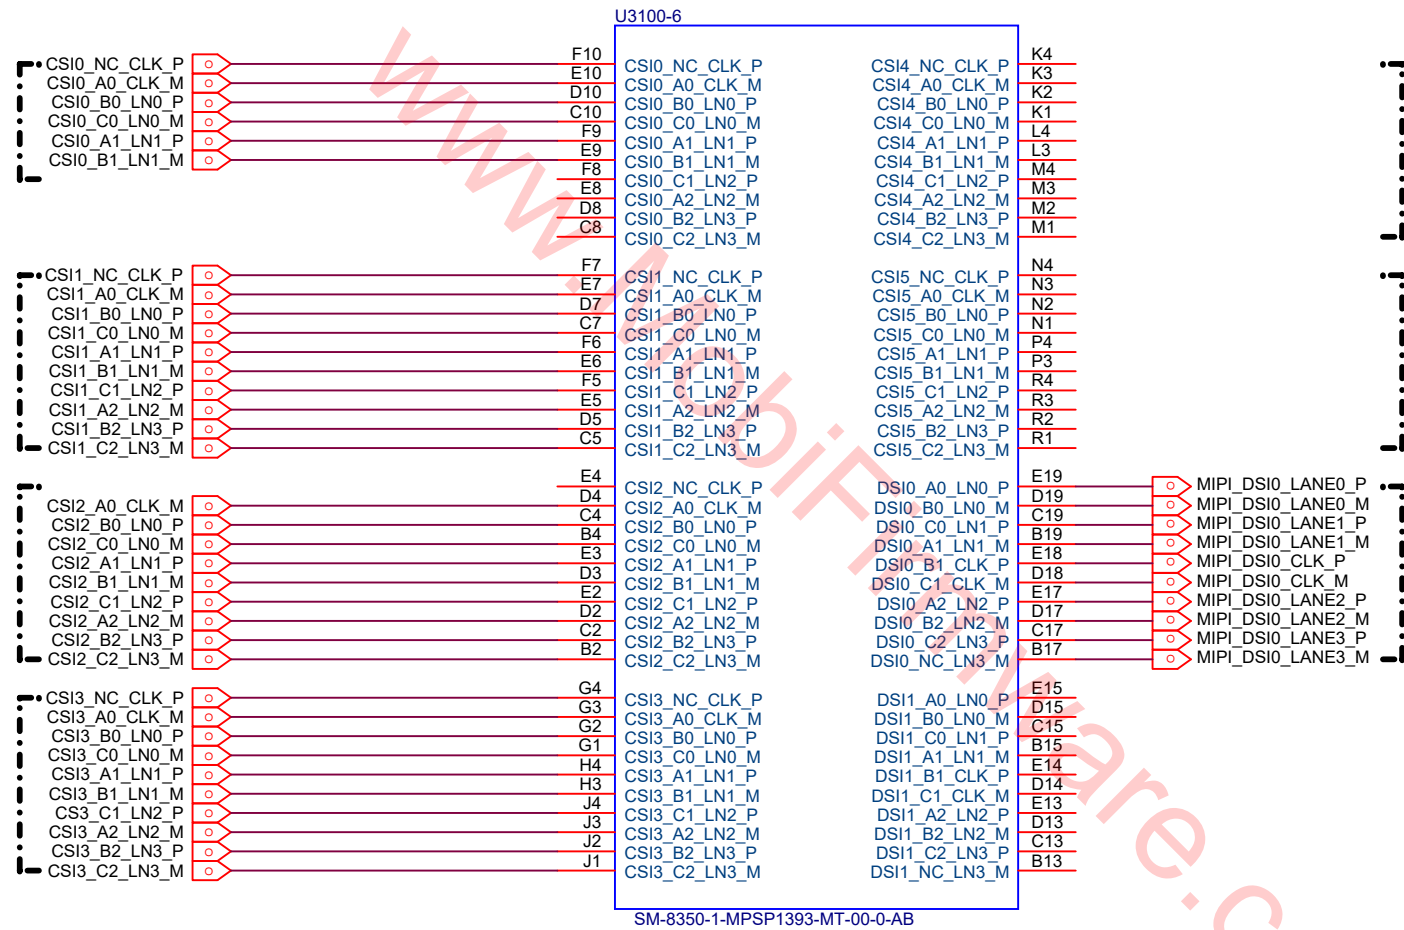 U3100-6
CSI0_NC_CLK_P F10 CSI0_NC_CLK_P CSI4_NC_CLK_P K4
CSI0_A0_CLK_M E10 CSI0_A0_CLK_M CSI4_A0_CLK_M K3
CSI0_B0_LN0_P D10 CSI0_B0_LN0_P CSI4_B0_LN0_P K2
CSI0_C0_LN0_M C10 CSI0_C0_LN0_M CSI4_C0_LN0_M K1
CSI0_A1_LN1_P F9 CSI0_A1_LN1_P CSI4_A1_LN1_P L4
CSI0_B1_LN1_M E9 CSI0_B1_LN1_M CSI4_B1_LN1_M L3
F8 CSI0_C1_LN2_P CSI4_C1_LN2_P M4
E8 CSI0_A2_LN2_M CSI4_A2_LN2_M M3
D8 CSI0_B2_LN3_P CSI4_B2_LN3_P M2
C8 CSI0_C2_LN3_M CSI4_C2_LN3_M M1
CSI1_NC_CLK_P F7 CSI1_NC_CLK_P CSI5_NC_CLK_P N4
CSI1_A0_CLK_M E7 CSI1_A0_CLK_M CSI5_A0_CLK_M N3
CSI1_B0_LN0_P D7 CSI1_B0_LN0_P CSI5_B0_LN0_P N2
CSI1_C0_LN0_M C7 CSI1_C0_LN0_M CSI5_C0_LN0_M N1
CSI1_A1_LN1_P F6 CSI1_A1_LN1_P CSI5_A1_LN1_P P4
CSI1_B1_LN1_M E6 CSI1_B1_LN1_M CSI5_B1_LN1_M P3
CSI1_C1_LN2_P F5 CSI1_C1_LN2_P CSI5_C1_LN2_P R4
CSI1_A2_LN2_M E5 CSI1_A2_LN2_M CSI5_A2_LN2_M R3
CSI1_B2_LN3_P D5 CSI1_B2_LN3_P CSI5_B2_LN3_P R2
CSI1_C2_LN3_M C5 CSI1_C2_LN3_M CSI5_C2_LN3_M R1
E4 CSI2_NC_CLK_P DSI0_A0_LN0_P E19 MIPI_DSI0_LANE0_P
CSI2_A0_CLK_M D4 CSI2_A0_CLK_M DSI0_B0_LN0_M D19 MIPI_DSI0_LANE0_M
CSI2_B0_LN0_P C4 CSI2_B0_LN0_P DSI0_C0_LN1_P C19 MIPI_DSI0_LANE1_P
CSI2_C0_LN0_M B4 CSI2_C0_LN0_M DSI0_A1_LN1_M B19 MIPI_DSI0_LANE1_M
CSI2_A1_LN1_P E3 CSI2_A1_LN1_P DSI0_B1_CLK_P E18 MIPI_DSI0_CLK_P
CSI2_B1_LN1_M D3 CSI2_B1_LN1_M DSI0_C1_CLK_M D18 MIPI_DSI0_CLK_M
CSI2_C1_LN2_P E2 CSI2_C1_LN2_P DSI0_A2_LN2_P E17 MIPI_DSI0_LANE2_P
CSI2_A2_LN2_M D2 CSI2_A2_LN2_M DSI0_B2_LN2_M D17 MIPI_DSI0_LANE2_M
CSI2_B2_LN3_P C2 CSI2_B2_LN3_P DSI0_C2_LN3_P C17 MIPI_DSI0_LANE3_P
CSI2_C2_LN3_M B2 CSI2_C2_LN3_M DSI0_NC_LN3_M B17 MIPI_DSI0_LANE3_M
CSI3_NC_CLK_P G4 CSI3_NC_CLK_P DSI1_A0_LN0_P E15
CSI3_A0_CLK_M G3 CSI3_A0_CLK_M DSI1_B0_LN0_M D15
CSI3_B0_LN0_P G2 CSI3_B0_LN0_P DSI1_C0_LN1_P C15
CSI3_C0_LN0_M G1 CSI3_C0_LN0_M DSI1_A1_LN1_M B15
CSI3_A1_LN1_P H4 CSI3_A1_LN1_P DSI1_B1_CLK_P E14
CSI3_B1_LN1_M H3 CSI3_B1_LN1_M DSI1_C1_CLK_M D14
CS3_C1_LN2_P J4 CSI3_C1_LN2_P DSI1_A2_LN2_P E13
CSI3_A2_LN2_M J3 CSI3_A2_LN2_M DSI1_B2_LN2_M D13
CSI3_B2_LN3_P J2 CSI3_B2_LN3_P DSI1_C2_LN3_P C13
CSI3_C2_LN3_M J1 CSI3_C2_LN3_M DSI1_NC_LN3_M B13
SM-8350-1-MPSP1393-MT-00-0-AB
www.MobiFirmware.c